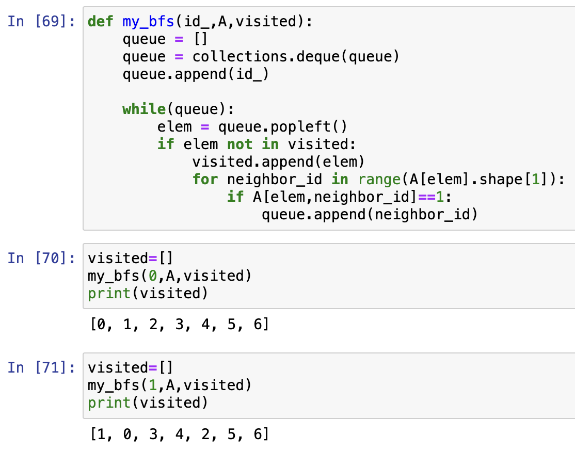 In [69]: def my_bfs(id_,A,visited):
    queue = []
    queue = collections.deque(queue)
    queue.append(id_)

    while(queue):
        elem = queue.popleft()
        if elem not in visited:
            visited.append(elem)
            for neighbor_id in range(A[elem].shape[1]):
                if A[elem,neighbor_id]==1:
                    queue.append(neighbor_id)
In [70]: visited=[]
my_bfs(0,A,visited)
print(visited)
[0, 1, 2, 3, 4, 5, 6]
In [71]: visited=[]
my_bfs(1,A,visited)
print(visited)
[1, 0, 3, 4, 2, 5, 6]